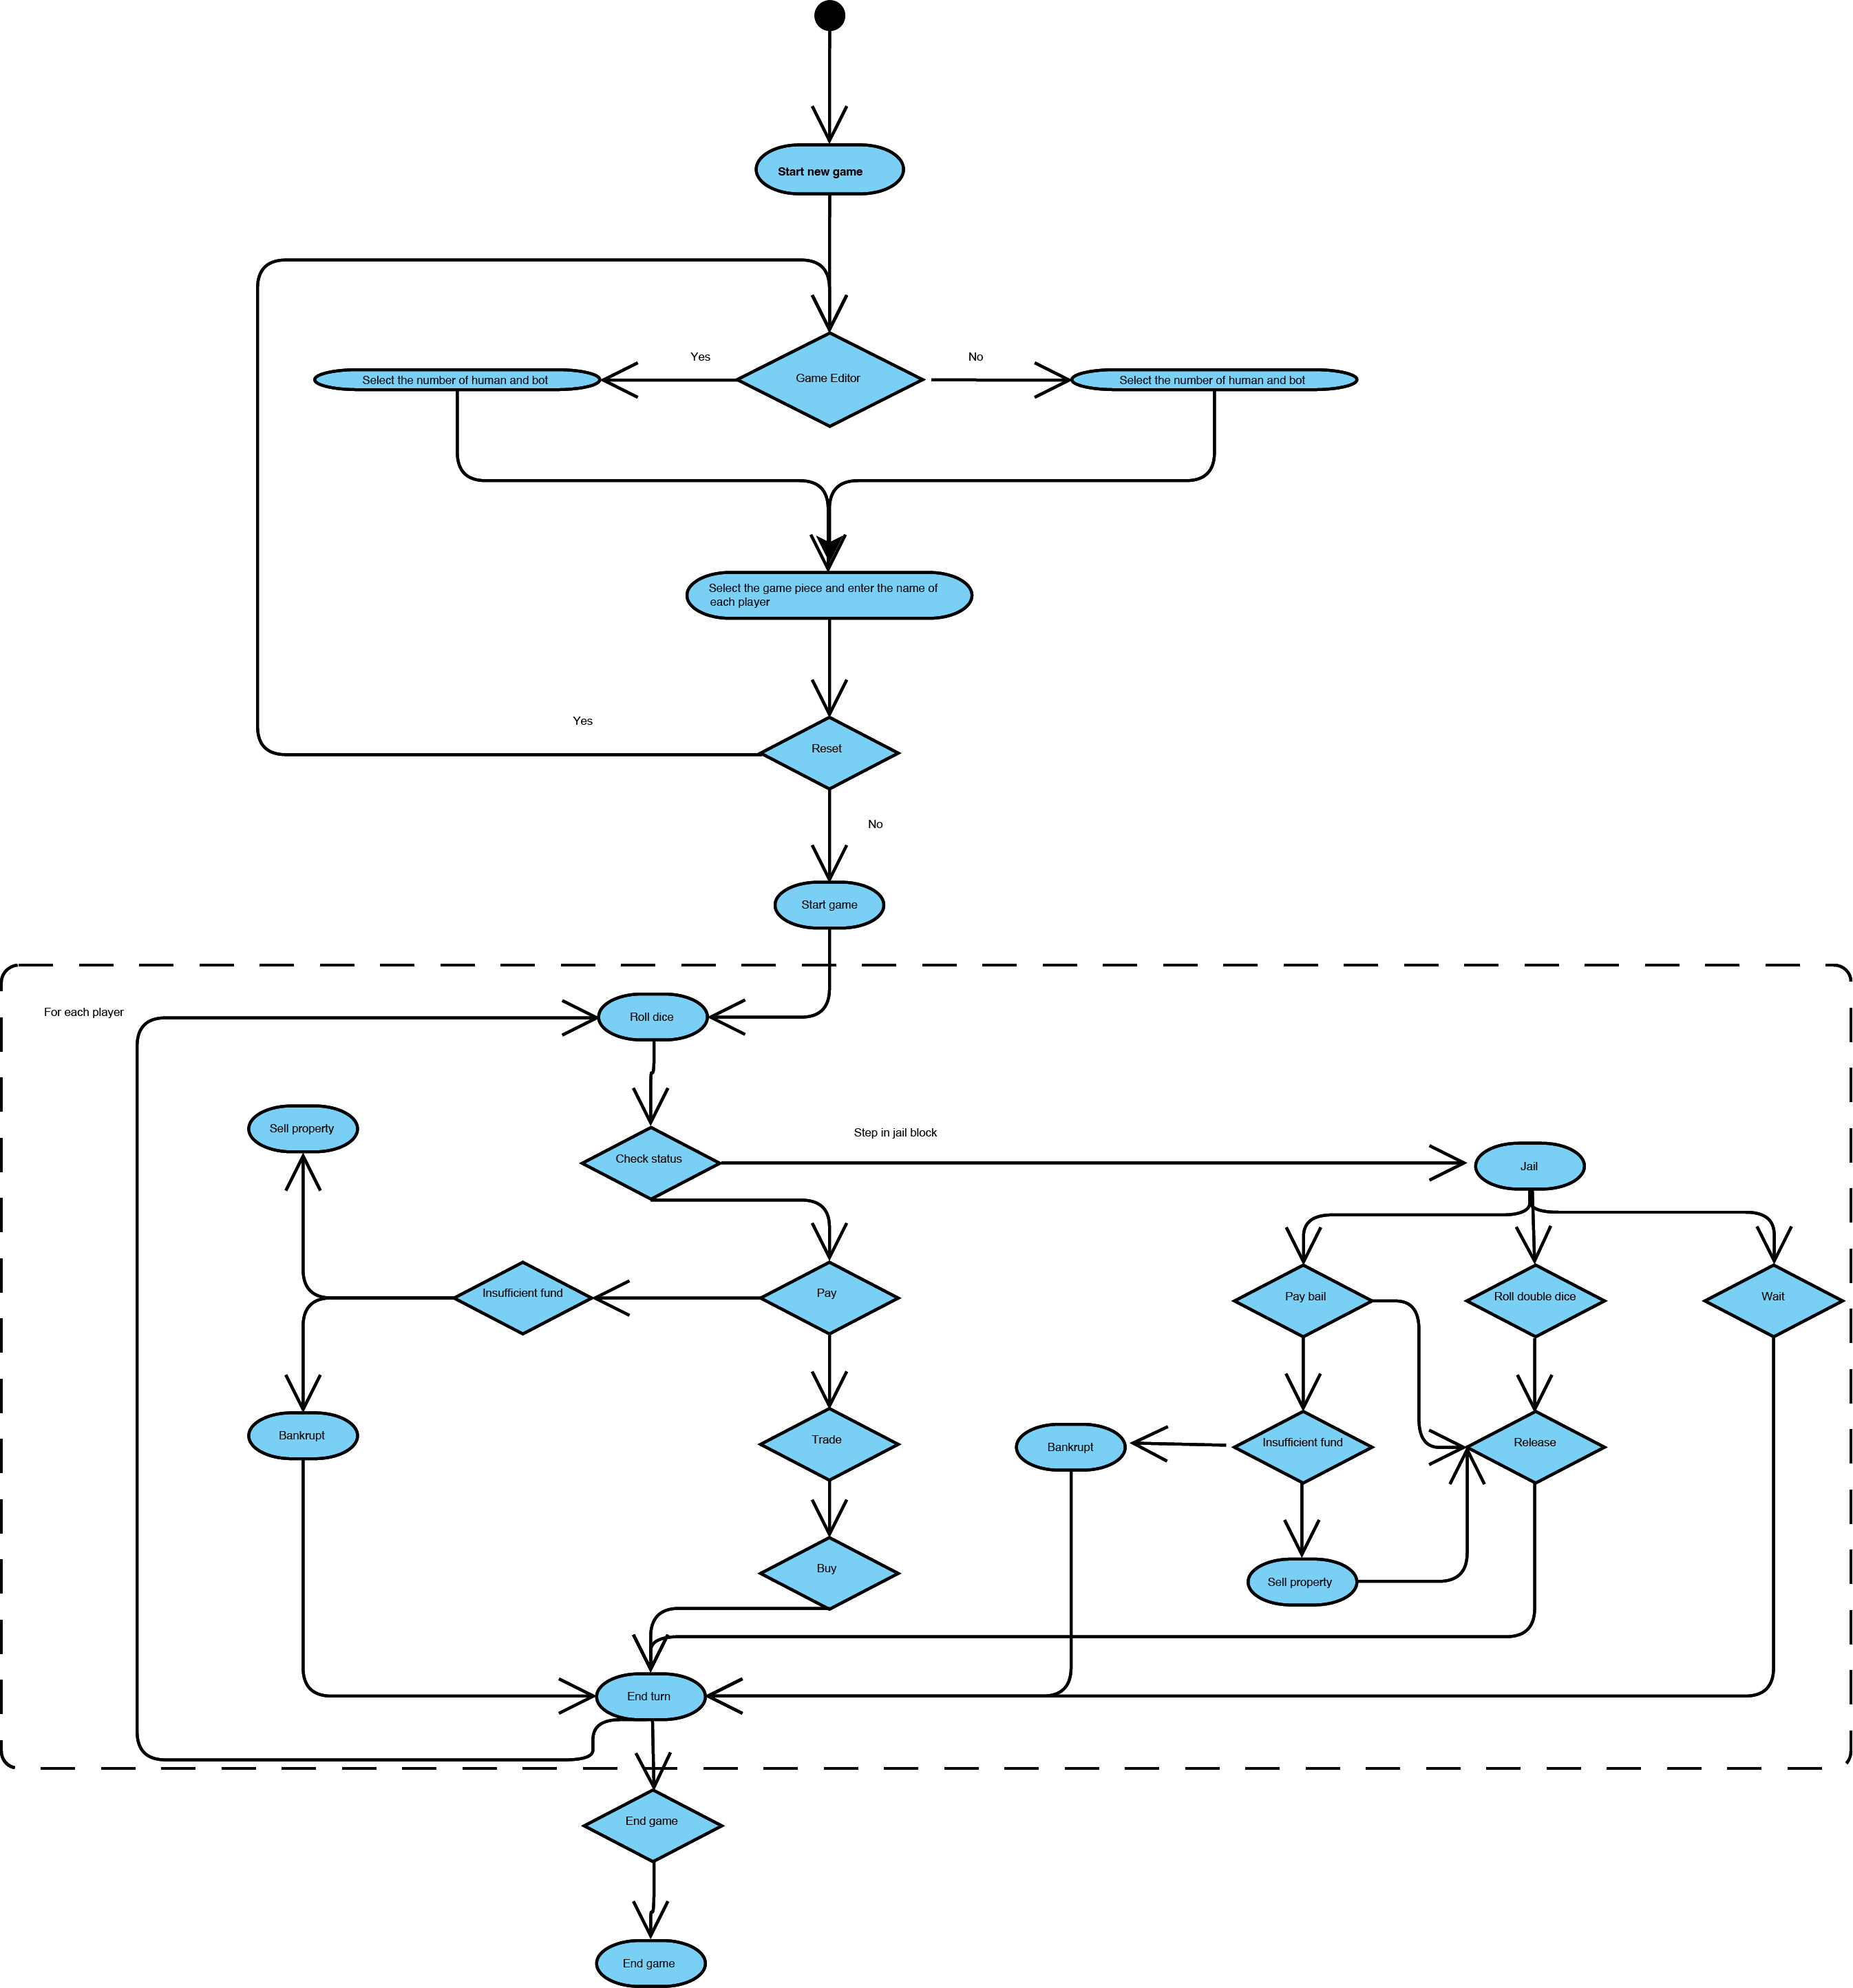 Start new game
Yes
No
Game Editor
Select the number of human and bot
Select the number of human and bot
Select the game piece and enter the name of
each player
Yes
Reset
No
Start game
For each player
Roll dice
Sell property
Step in jail block
Check status
Jail
Insufficient fund
Pay
Pay bail
Roll double dice
Wait
Bankrupt
Trade
Bankrupt
Insufficient fund
Release
Buy
Sell property
End turn
End game
End game